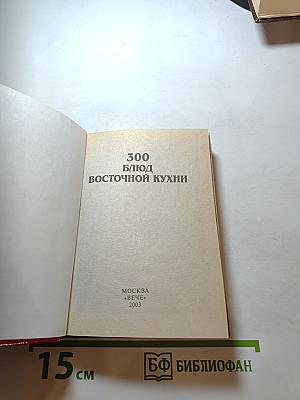 300
БЛЮД
ВОСТОЧНОЙ КУХНИ
МОСКВА
«ВЕЧЕ»
2003
15 см
БФ БИБЛИОФАН